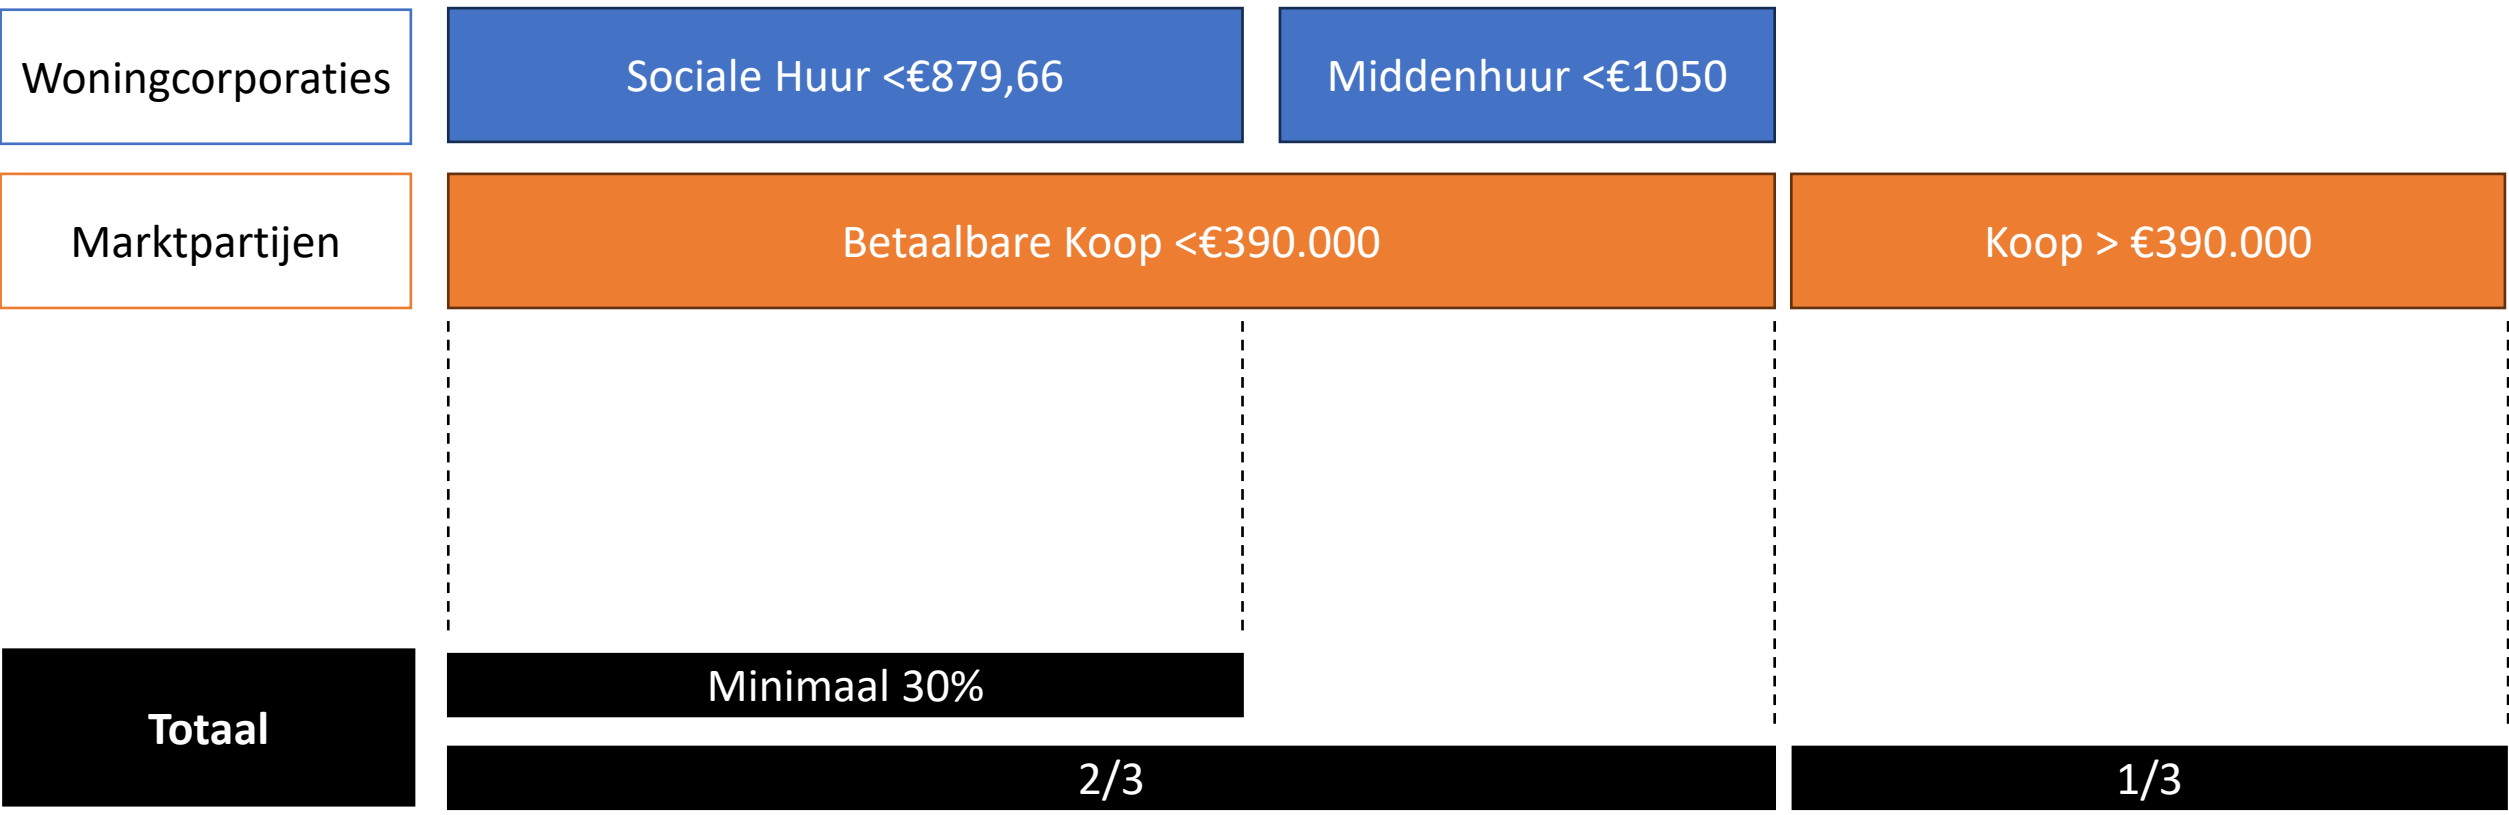 Woningcorporaties
Sociale Huur <€879,66
Middenhuur <€1050
Marktpartijen
Betaalbare Koop <€390.000
Koop > €390.000
Totaal
Minimaal 30%
2/3
1/3